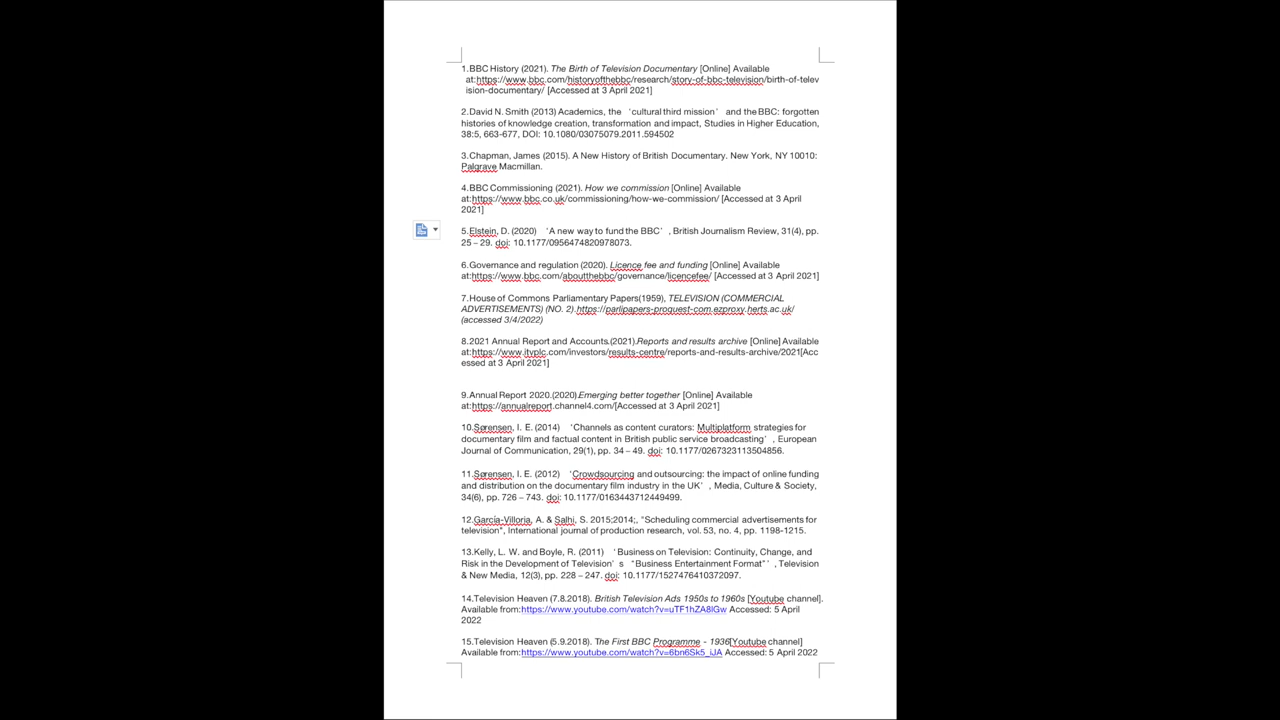 1.BBC History (2021). The Birth of Television Documentary [Online] Available
at:https://www.bbc.com/historyofthebbc/research/story-of-bbc-television/birth-of-telev
ision-documentary/ [Accessed at 3 April 2021]
2.David N. Smith (2013) Academics, the ‘cultural third mission’ and the BBC: forgotten
histories of knowledge creation, transformation and impact, Studies in Higher Education,
38:5, 663-677, DOI: 10.1080/03075079.2011.594502
3.Chapman, James (2015). A New History of British Documentary. New York, NY 10010:
Palgrave Macmillan.
4.BBC Commissioning (2021). How we commission [Online] Available
at:https://www.bbc.co.uk/commissioning/how-we-commission/ [Accessed at 3 April
2021]
5.Elstein, D. (2020) ‘A new way to fund the BBC’, British Journalism Review, 31(4), pp.
25 – 29. doi: 10.1177/0956474820978073.
6.Governance and regulation (2020). Licence fee and funding [Online] Available
at:https://www.bbc.com/aboutthebbc/governance/licencefee/ [Accessed at 3 April 2021]
7.House of Commons Parliamentary Papers(1959), TELEVISION (COMMERCIAL
ADVERTISEMENTS) (NO. 2).https://parlipapers-proquest-com.ezproxy.herts.ac.uk/
(accessed 3/4/2022)
8.2021 Annual Report and Accounts.(2021).Reports and results archive [Online] Available
at:https://www.itvplc.com/investors/results-centre/reports-and-results-archive/2021[Acc
essed at 3 April 2021]
9.Annual Report 2020.(2020).Emerging better together [Online] Available
at:https://annualreport.channel4.com/[Accessed at 3 April 2021]
10.Sørensen, I. E. (2014) ‘Channels as content curators: Multiplatform strategies for
documentary film and factual content in British public service broadcasting’, European
Journal of Communication, 29(1), pp. 34 – 49. doi: 10.1177/0267323113504856.
11.Sørensen, I. E. (2012) ‘Crowdsourcing and outsourcing: the impact of online funding
and distribution on the documentary film industry in the UK’, Media, Culture & Society,
34(6), pp. 726 – 743. doi: 10.1177/0163443712449499.
12.García-Villoria, A. & Salhi, S. 2015;2014;, "Scheduling commercial advertisements for
television", International journal of production research, vol. 53, no. 4, pp. 1198-1215.
13.Kelly, L. W. and Boyle, R. (2011) ‘Business on Television: Continuity, Change, and
Risk in the Development of Television’s “Business Entertainment Format”’, Television
& New Media, 12(3), pp. 228 – 247. doi: 10.1177/1527476410372097.
14.Television Heaven (7.8.2018). British Television Ads 1950s to 1960s [Youtube channel].
Available from:https://www.youtube.com/watch?v=uTF1hZA8lGw Accessed: 5 April
2022
15.Television Heaven (5.9.2018). The First BBC Programme - 1936[Youtube channel]
Available from:https://www.youtube.com/watch?v=6bn6Sk5_iJA Accessed: 5 April 2022